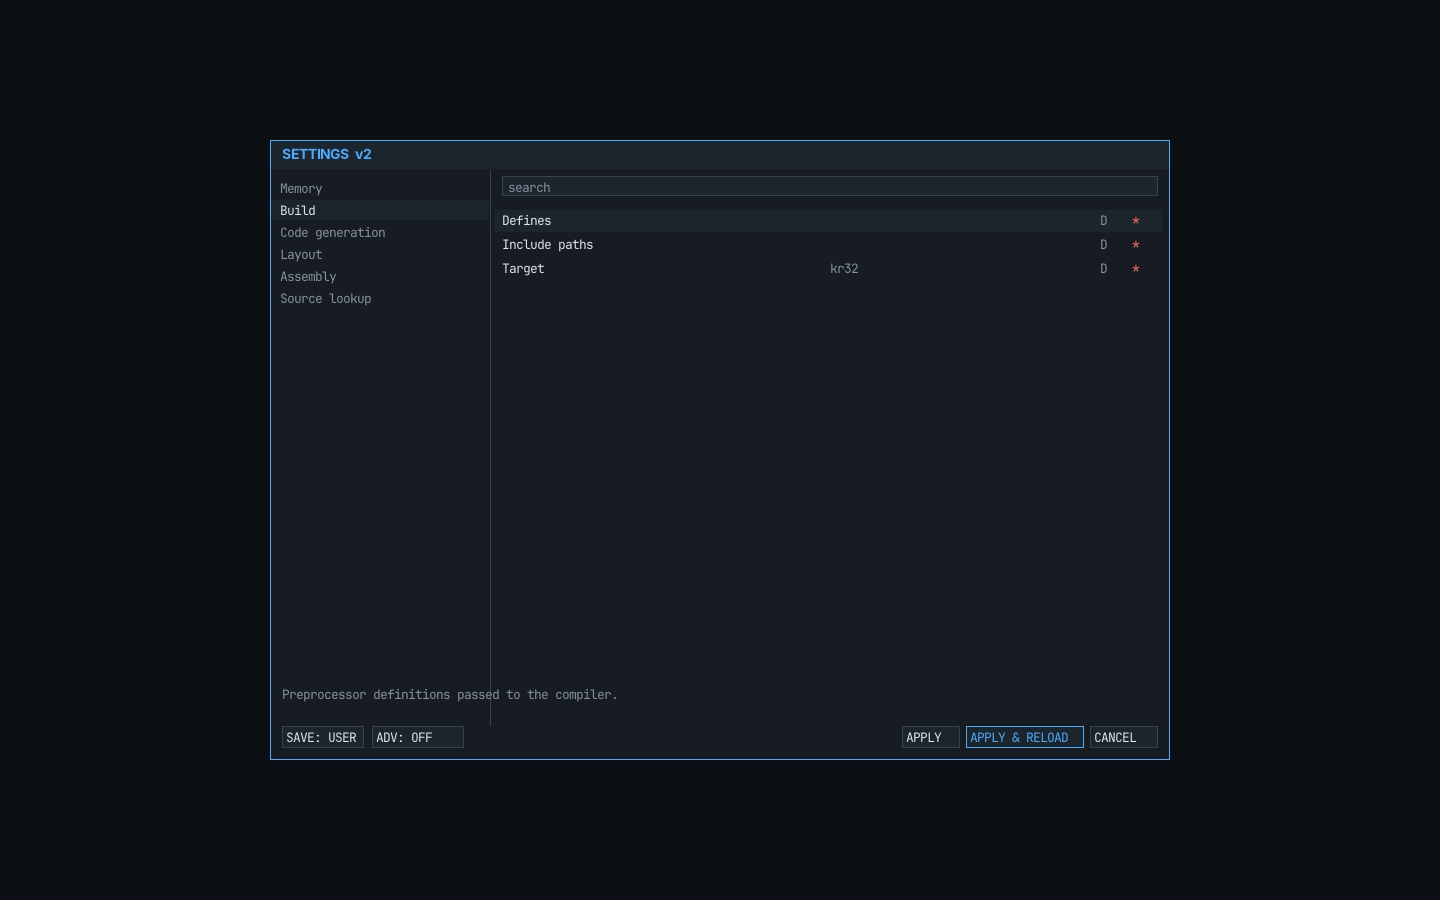 SETTINGS v2
search
Memory
Build
Code generation
Layout
Assembly
Source lookup
Defines D *
Include paths D *
Target kr32 D *
Preprocessor definitions passed to the compiler.
SAVE: USER ADV: OFF APPLY APPLY & RELOAD CANCEL